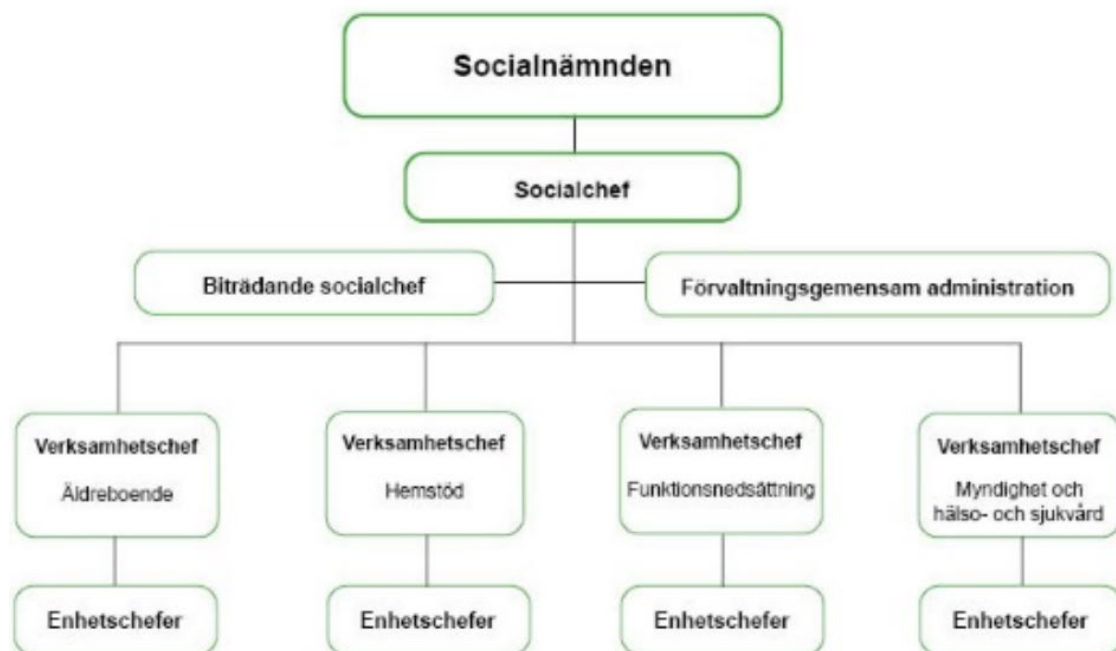 Socialnämnden
Socialchef
Biträdande socialchef
Förvaltningsgemensam administration
Verksamhetschef
Äldreboende
Verksamhetschef
Hemstöd
Verksamhetschef
Funktionsnedsättning
Verksamhetschef
Myndighet och
hälso- och sjukvård
Enhetschefer
Enhetschefer
Enhetschefer
Enhetschefer